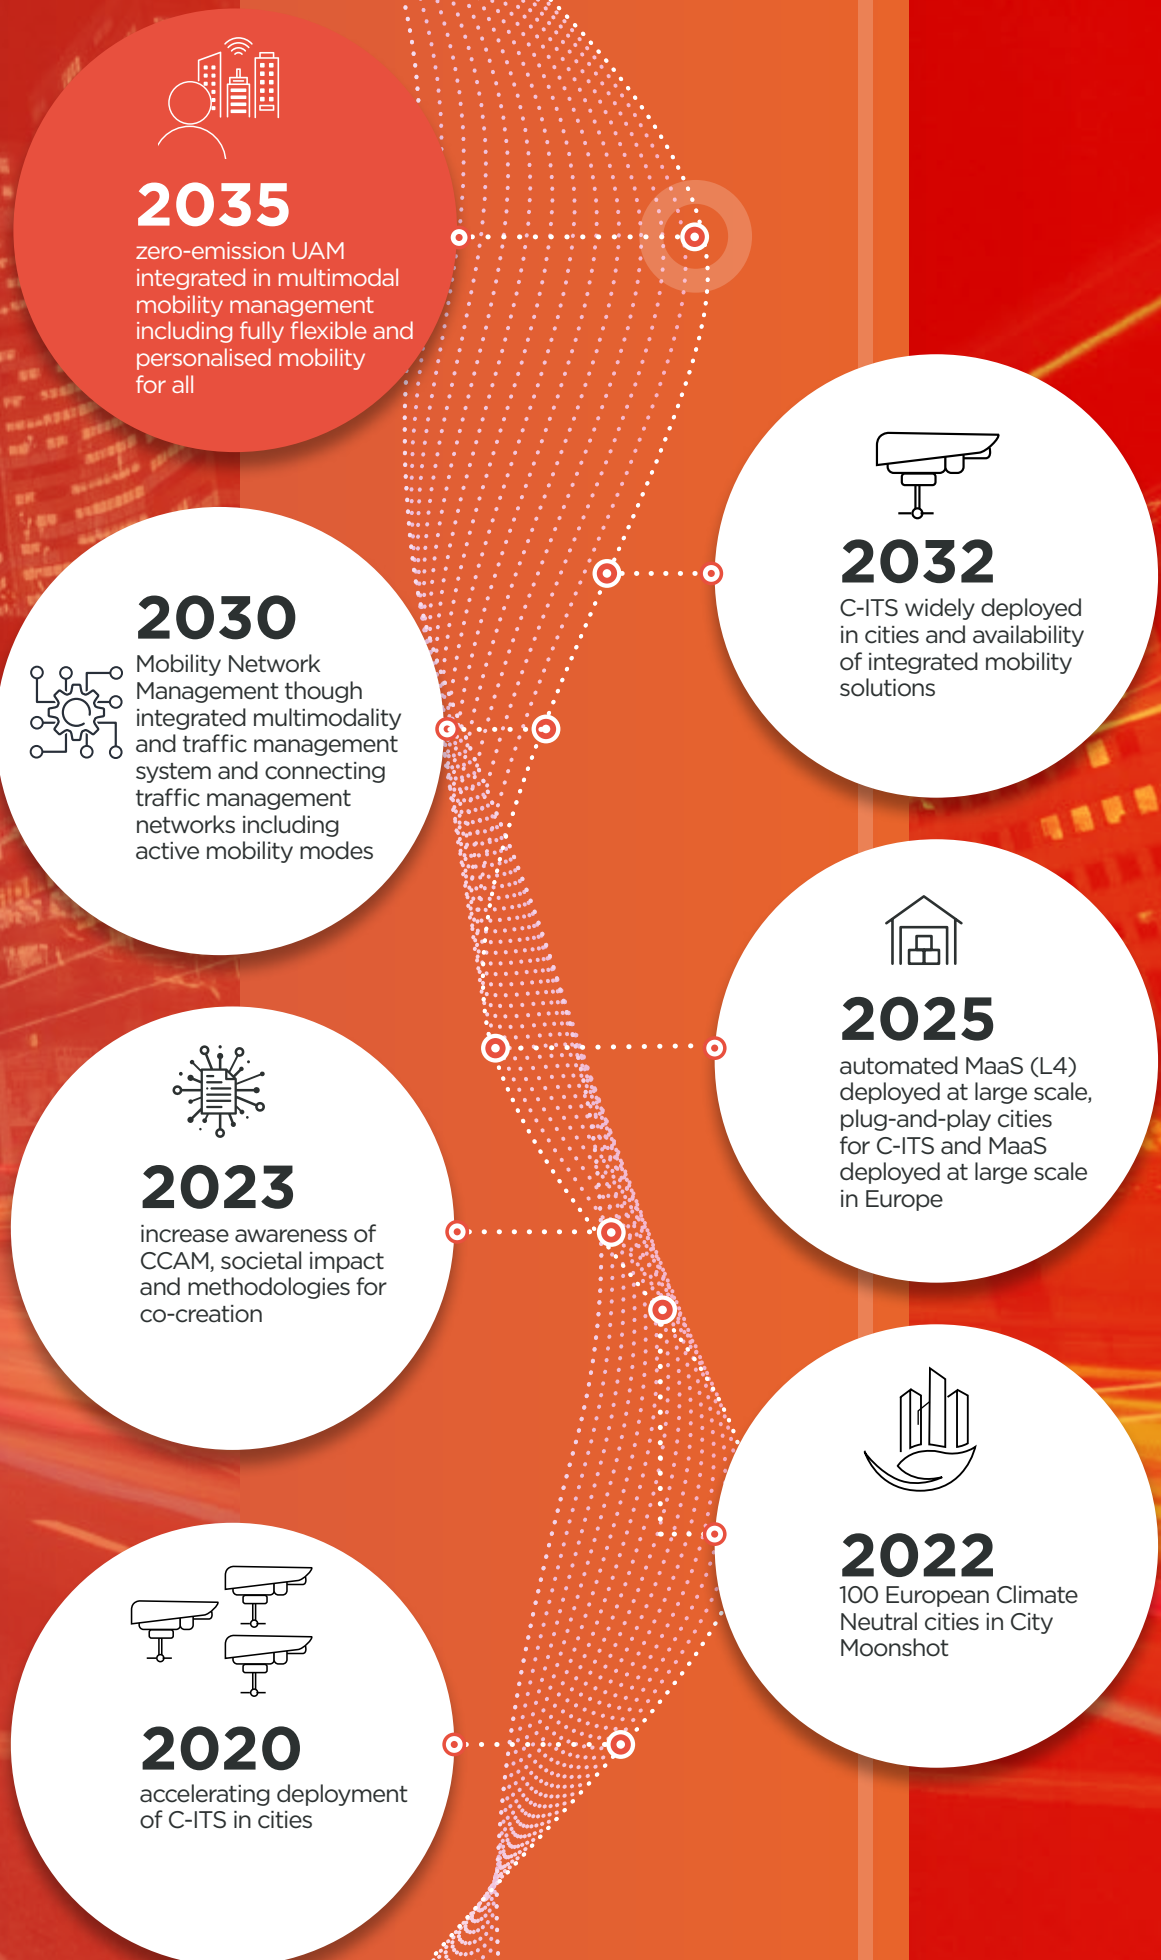 2035
zero-emission UAM
integrated in multimodal
mobility management
including fully flexible and
personalised mobility
for all
2032
C-ITS widely deployed
in cities and availability
of integrated mobility
solutions
2030
Mobility Network
Management though
integrated multimodality
and traffic management
system and connecting
traffic management
networks including
active mobility modes
2025
automated MaaS (L4)
deployed at large scale,
plug-and-play cities
for C-ITS and MaaS
deployed at large scale
in Europe
2023
increase awareness of
CCAM, societal impact
and methodologies for
co-creation
2022
100 European Climate
Neutral cities in City
Moonshot
2020
accelerating deployment
of C-ITS in cities